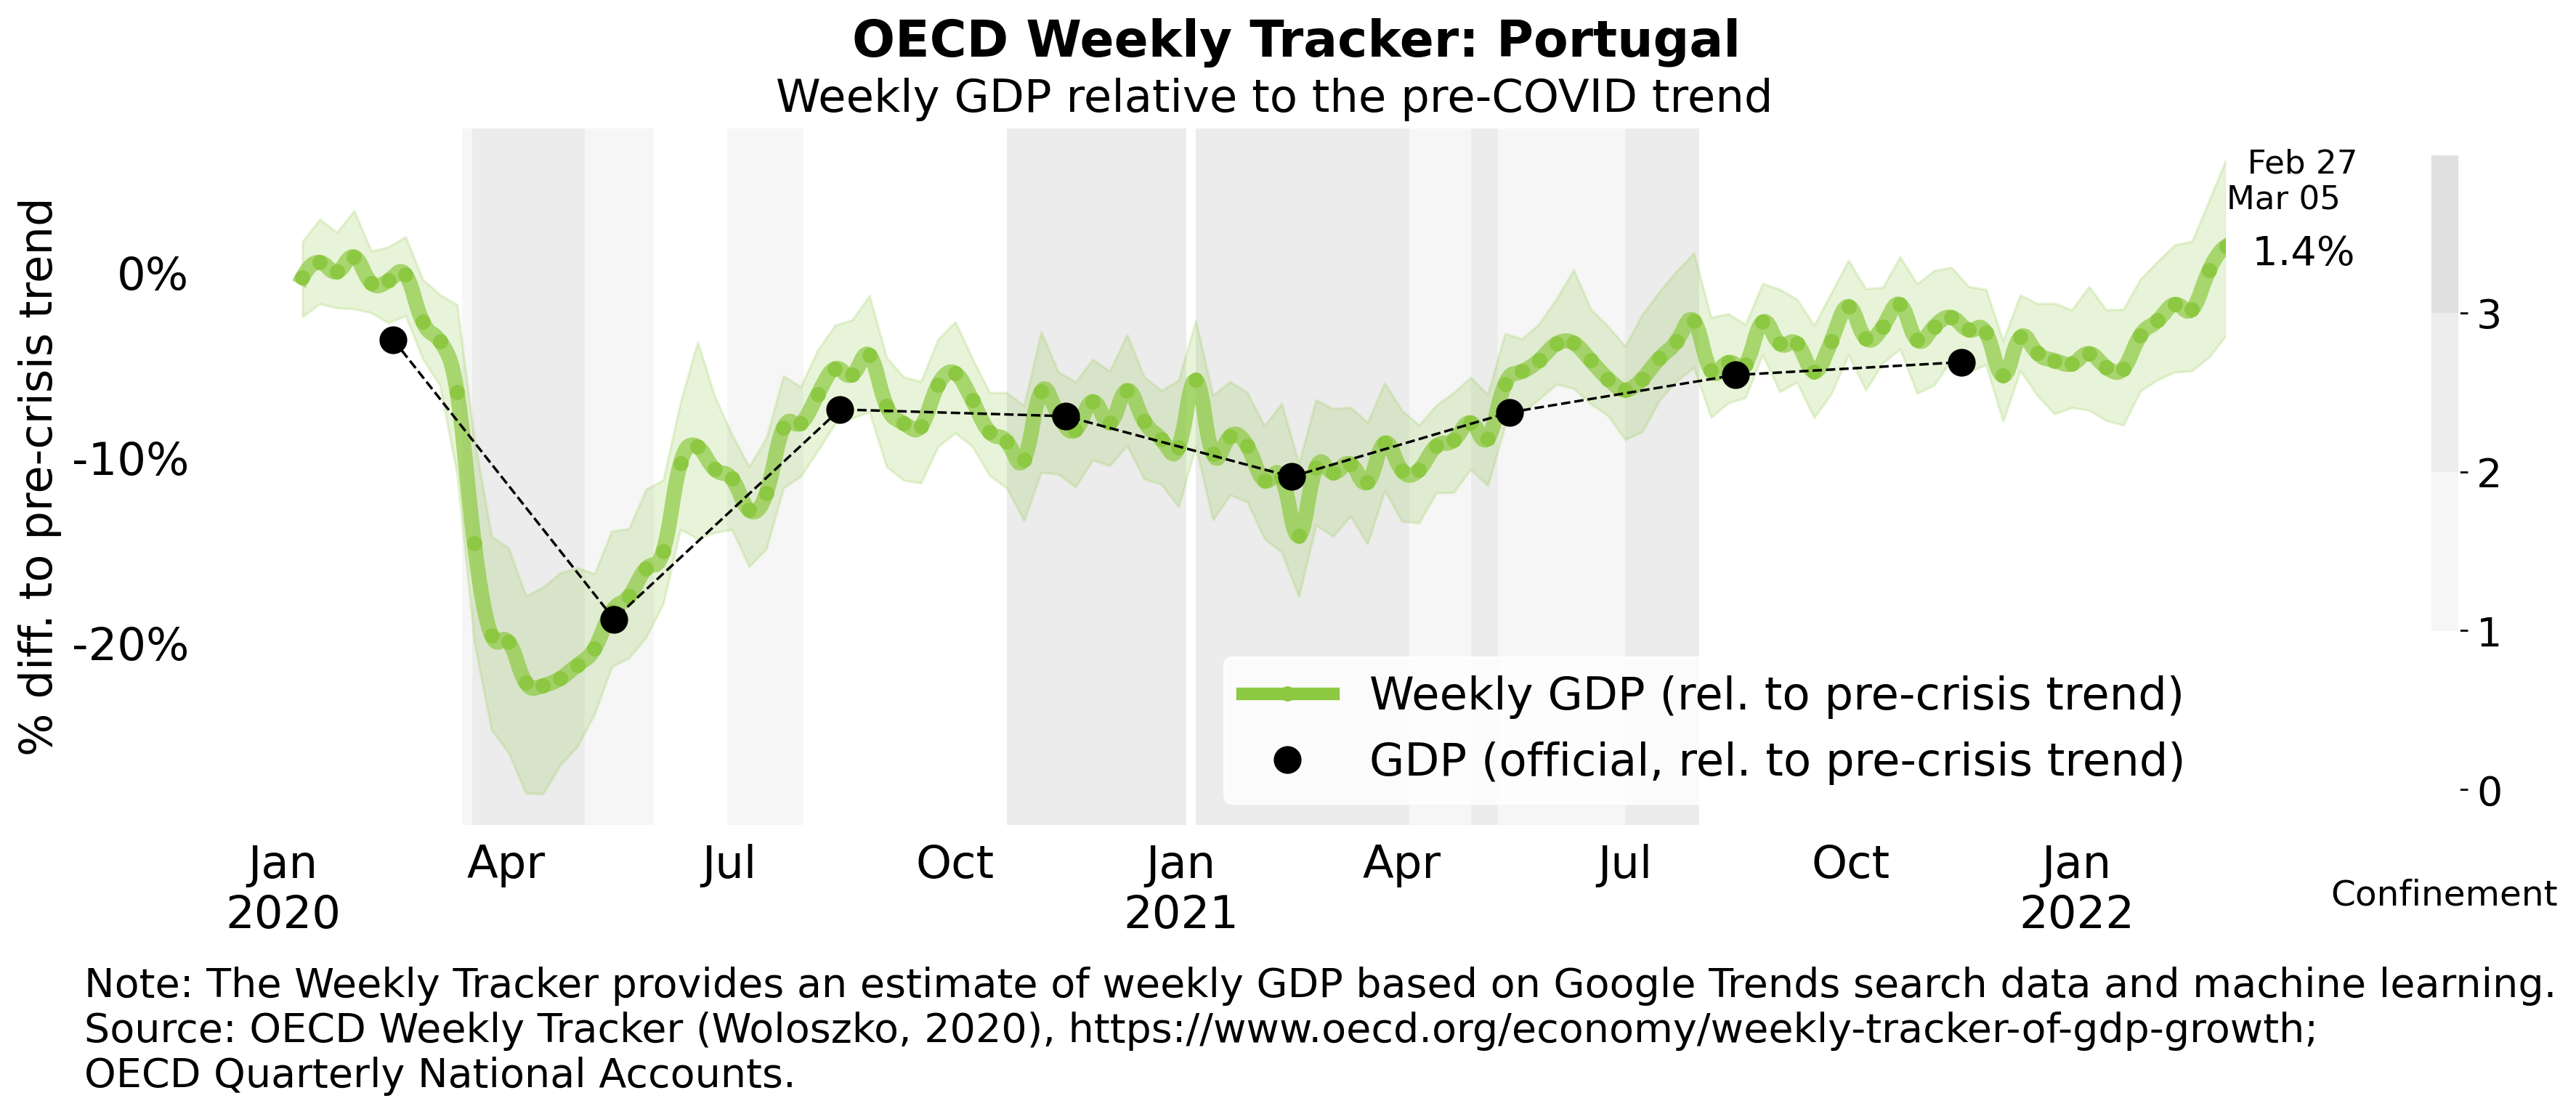 OECD Weekly Tracker: Portugal
Weekly GDP relative to the pre-COVID trend
% diff. to pre-crisis trend
0%
-10%
-20%
Feb 27
Mar 05
1.4%
3
2
1
0
Weekly GDP (rel. to pre-crisis trend)
GDP (official, rel. to pre-crisis trend)
Jan Apr Jul Oct Jan Apr Jul Oct Jan
2020 2021 2022
Confinement
Note: The Weekly Tracker provides an estimate of weekly GDP based on Google Trends search data and machine learning.
Source: OECD Weekly Tracker (Woloszko, 2020), https://www.oecd.org/economy/weekly-tracker-of-gdp-growth;
OECD Quarterly National Accounts.